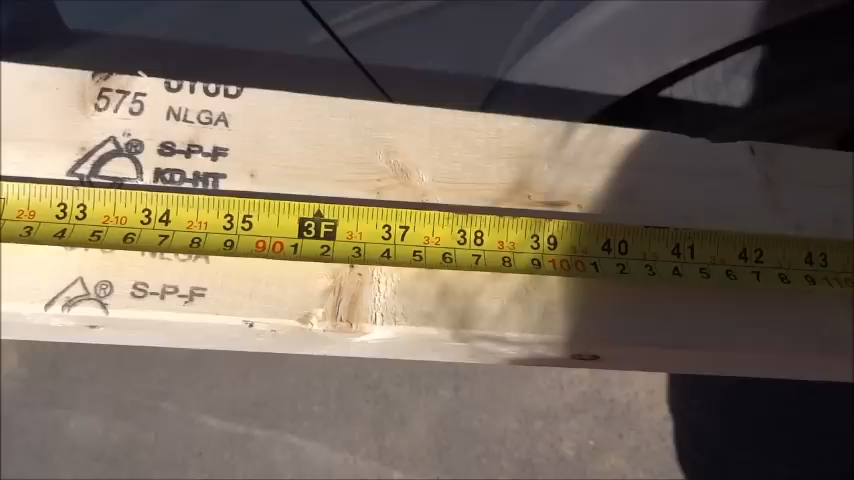 575
NLGA
®
S-P-F
KD-HT
2-9 33 2-10 34 2-11 35 3F 3-1 37 3-2 38 3-3 39 40 41 42 43
3 4 5 6 7 8 9 90 1 2 3 4 5 6 7 8 9 100 1 2 3 4 5 6 7 8 9 110
® S-P-F